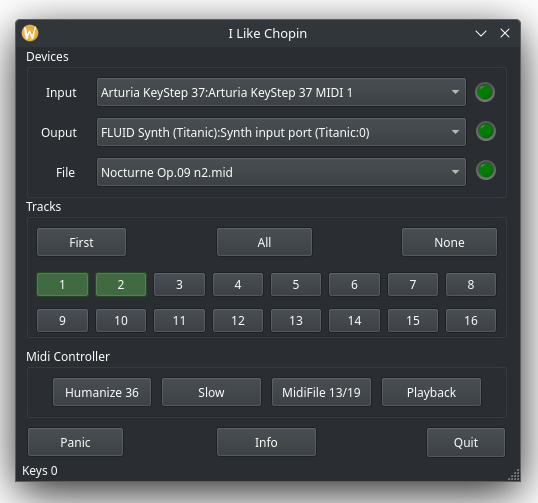 I Like Chopin
Devices
Input Arturia KeyStep 37:Arturia KeyStep 37 MIDI 1
Ouput FLUID Synth (Titanic):Synth input port (Titanic:0)
File Nocturne Op.09 n2.mid
Tracks
First All None
1 2 3 4 5 6 7 8
9 10 11 12 13 14 15 16
Midi Controller
Humanize 36 Slow MidiFile 13/19 Playback
Panic Info Quit
Keys 0